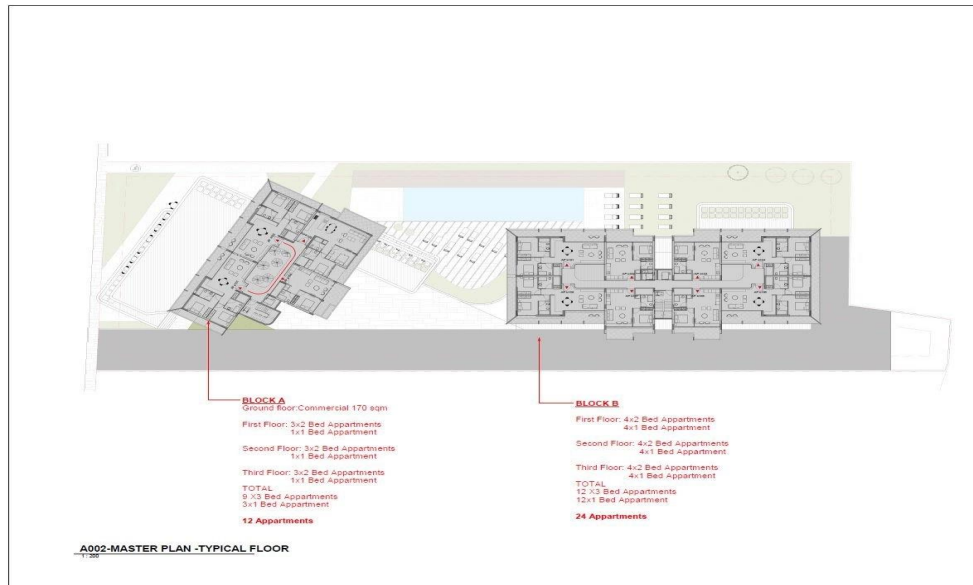 BLOCK A
Ground floor:Commercial 170 sqm
First Floor: 3x2 Bed Appartments
1x1 Bed Appartment
Second Floor: 3x2 Bed Appartments
1x1 Bed Appartment
Third Floor: 3x2 Bed Appartments
1x1 Bed Appartment
TOTAL
9 X3 Bed Appartments
3x1 Bed Appartment
12 Appartments
BLOCK B
First Floor: 4x2 Bed Appartments
4x1 Bed Appartment
Second Floor: 4x2 Bed Appartments
4x1 Bed Appartment
Third Floor: 4x2 Bed Appartments
4x1 Bed Appartment
TOTAL
12 X3 Bed Appartments
12x1 Bed Appartment
24 Appartments
A002-MASTER PLAN -TYPICAL FLOOR
1 : 200